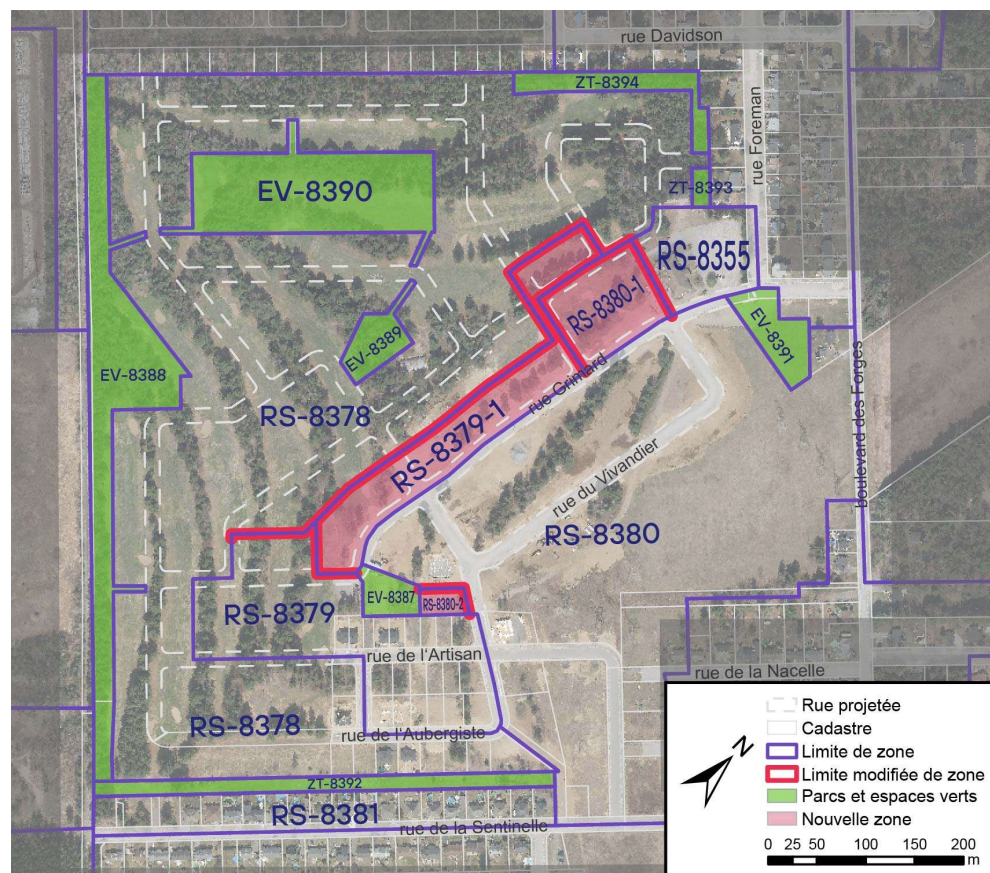 rue Davidson
ZT-8394
rue Foreman
EV-8390
ZT-8393
RS-8355
RS-8380-1
EV-8391
EV-8389
EV-8388
boulevard des Forges
rue Grimard
RS-8378
RS-8379-1
rue du Vivandier
RS-8380
EV-8387
RS-8380-2
RS-8379
rue de l'Artisan
rue de la Nacelle
RS-8378
rue de l'Aubergiste
ZT-8392
RS-8381
rue de la Sentinelle
N
Rue projetée
Cadastre
Limite de zone
Limite modifiée de zone
Parcs et espaces verts
Nouvelle zone
0 25 50 100 150 200
m